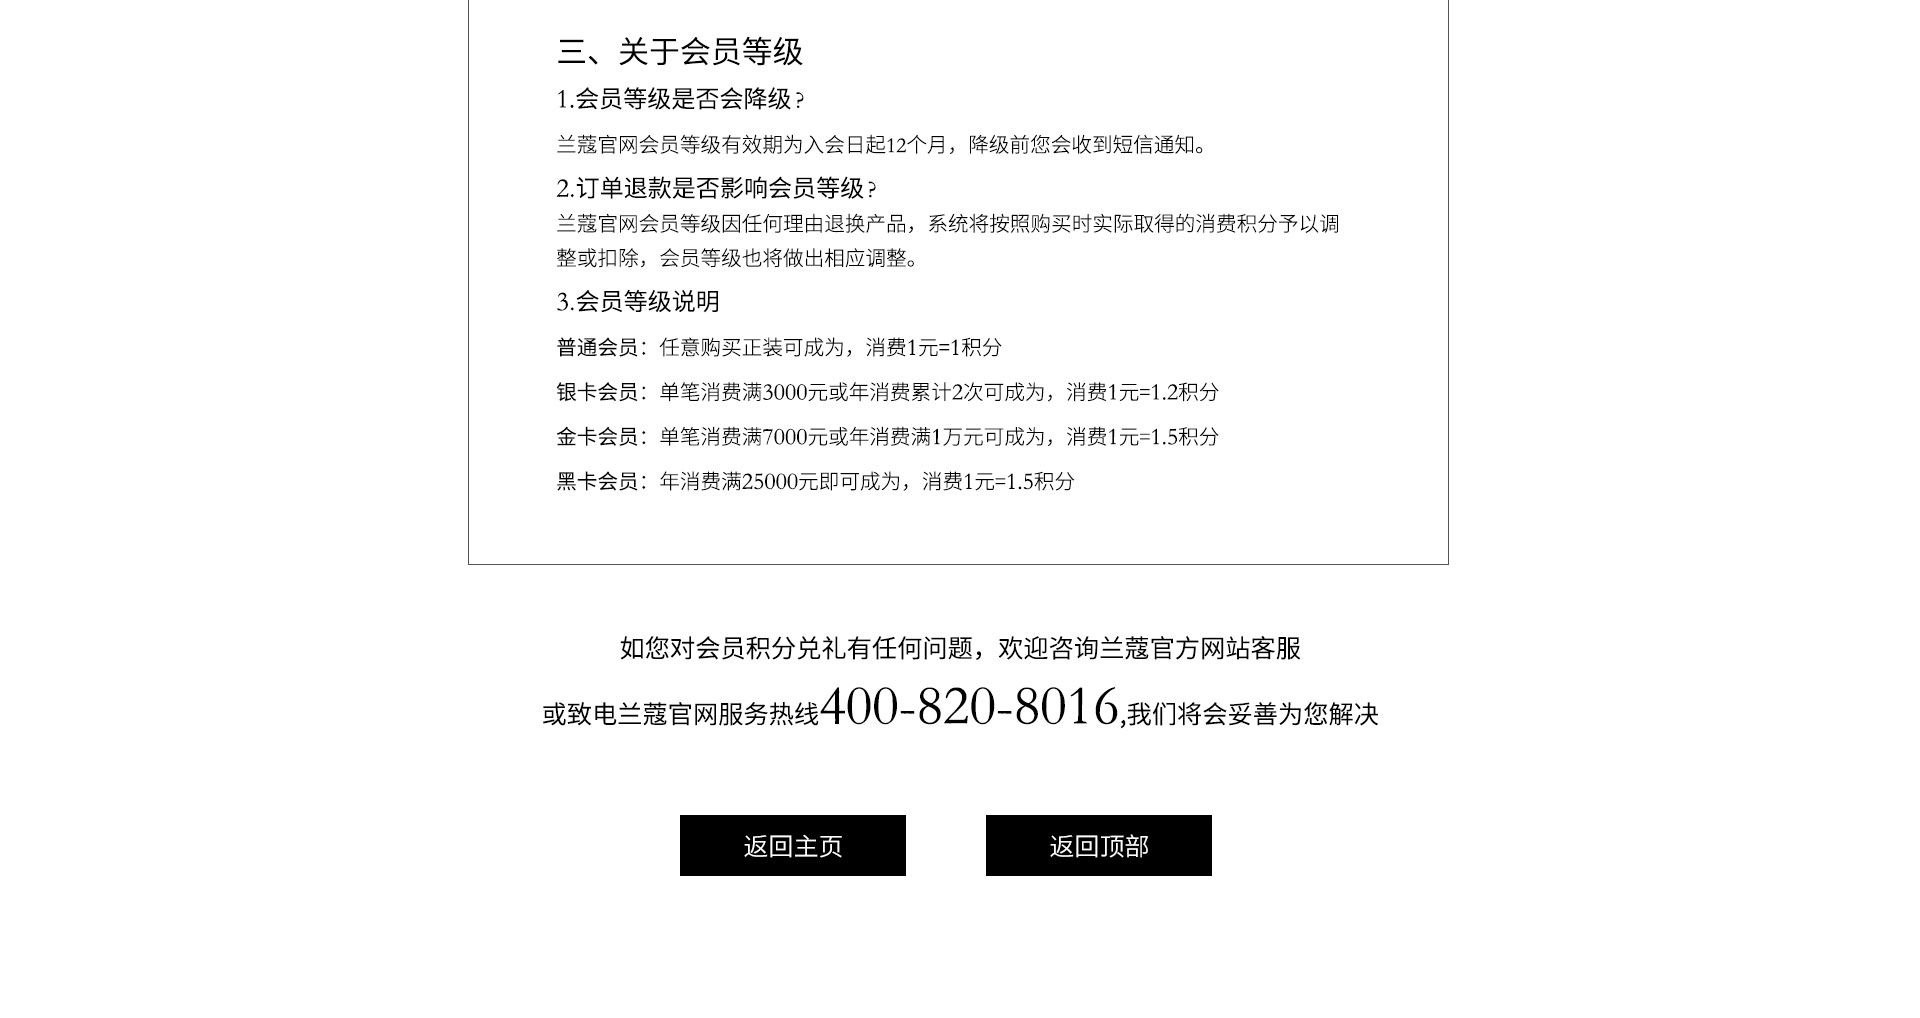 三、关于会员等级
1.会员等级是否会降级?
兰蔻官网会员等级有效期为入会日起12个月，降级前您会收到短信通知。
2.订单退款是否影响会员等级?
兰蔻官网会员等级因任何理由退换产品，系统将按照购买时实际取得的消费积分予以调
整或扣除，会员等级也将做出相应调整。
3.会员等级说明
普通会员：任意购买正装可成为，消费1元=1积分
银卡会员：单笔消费满3000元或年消费累计2次可成为，消费1元=1.2积分
金卡会员：单笔消费满7000元或年消费满1万元可成为，消费1元=1.5积分
黑卡会员：年消费满25000元即可成为，消费1元=1.5积分
如您对会员积分兑礼有任何问题，欢迎咨询兰蔻官方网站客服
或致电兰蔻官网服务热线400-820-8016,我们将会妥善为您解决
返回主页
返回顶部